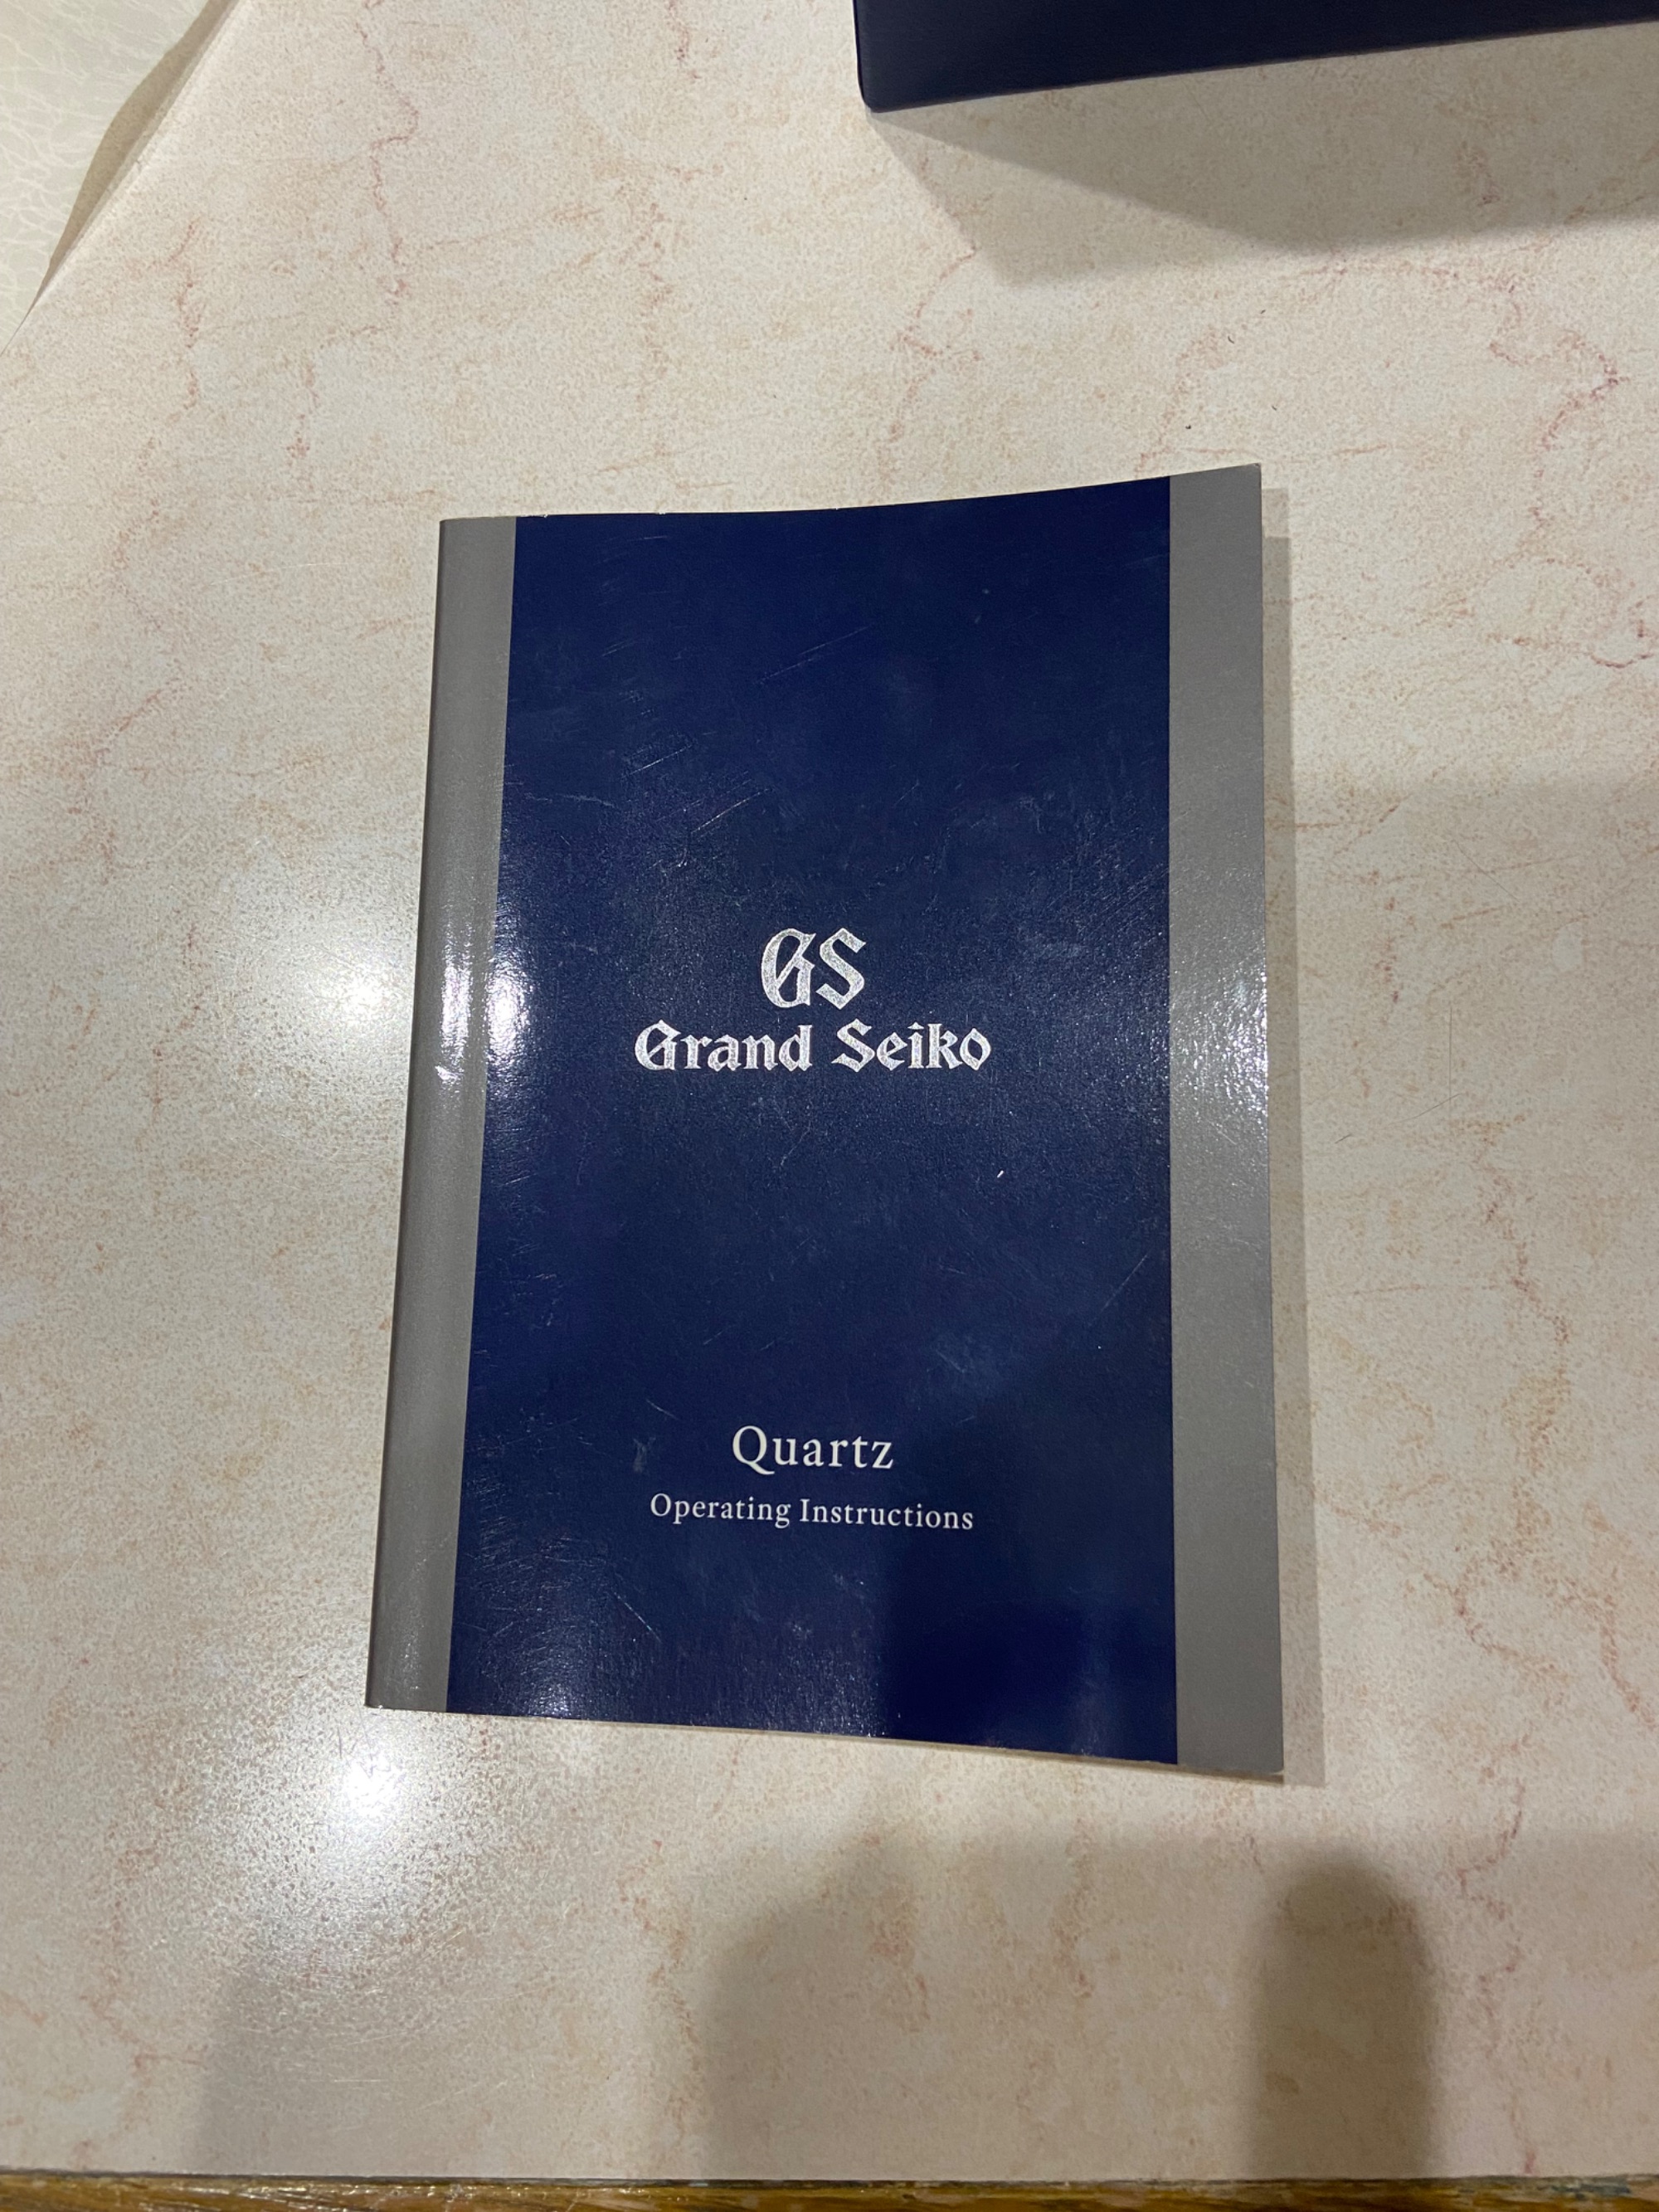 GS
Grand Seiko
Quartz
Operating Instructions